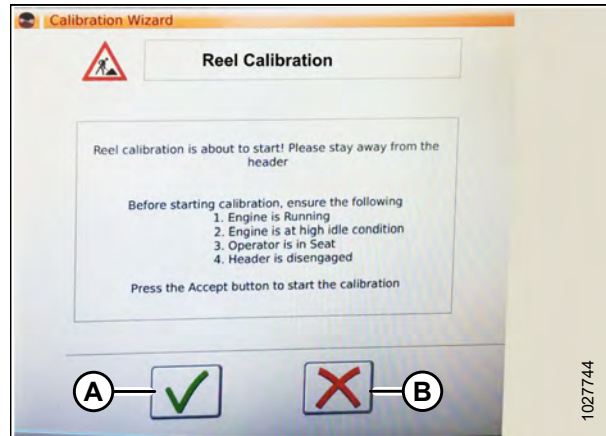 Calibration Wizard
Reel Calibration
Reel calibration is about to start! Please stay away from the
header
Before starting calibration, ensure the following
1. Engine is Running
2. Engine is at high idle condition
3. Operator is in Seat
4. Header is disengaged
Press the Accept button to start the calibration
A
B
1027744